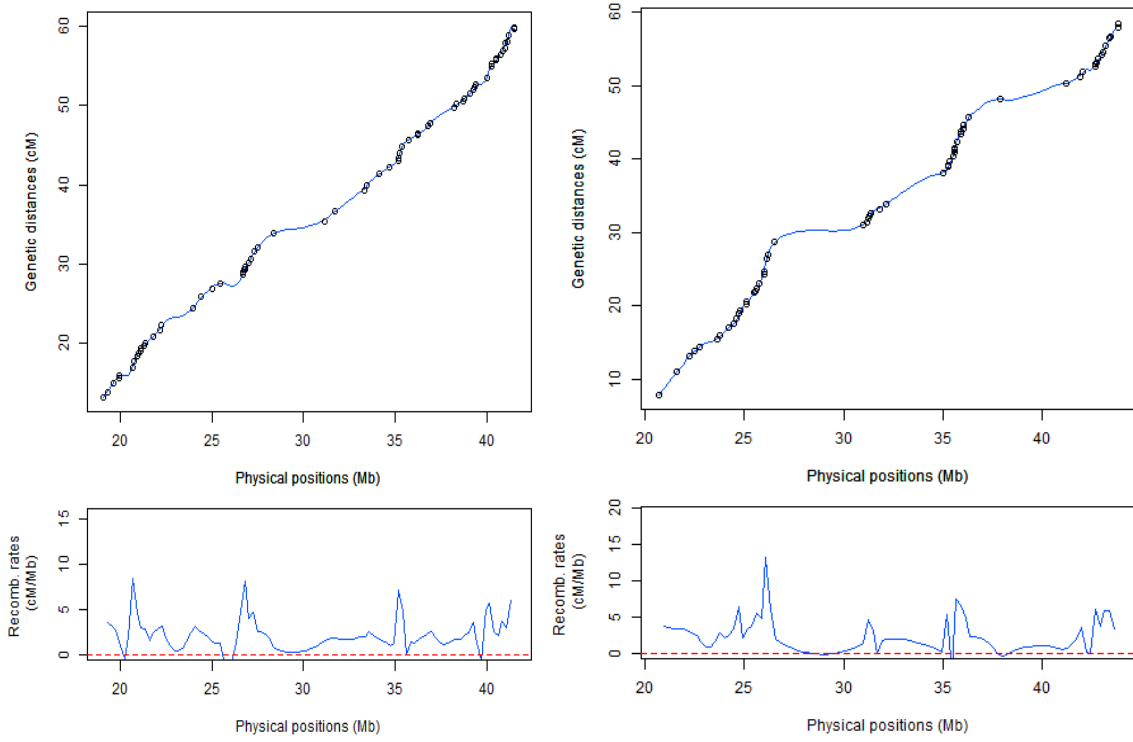 60
50
40
30
20
Genetic distances (cM)
20 25 30 35 40
Physical positions (Mb)
60
50
40
30
20
10
Genetic distances (cM)
20 25 30 35 40
Physical positions (Mb)
15
10
5
0
Recomb. rates
(cM/Mb)
20 25 30 35 40
Physical positions (Mb)
20
15
10
5
0
Recomb. rates
(cM/Mb)
20 25 30 35 40
Physical positions (Mb)